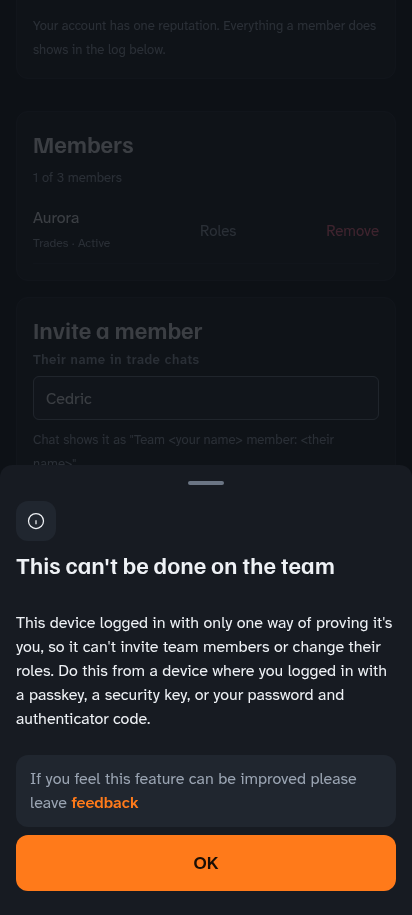 Your account has one reputation. Everything a member does
shows in the log below.
Members
1 of 3 members
Aurora
Trades · Active
Roles
Remove
Invite a member
Their name in trade chats
Cedric
Chat shows it as "Team <your name> member: <their
name>"
This can't be done on the team
This device logged in with only one way of proving it's
you, so it can't invite team members or change their
roles. Do this from a device where you logged in with
a passkey, a security key, or your password and
authenticator code.
If you feel this feature can be improved please
leave feedback
OK